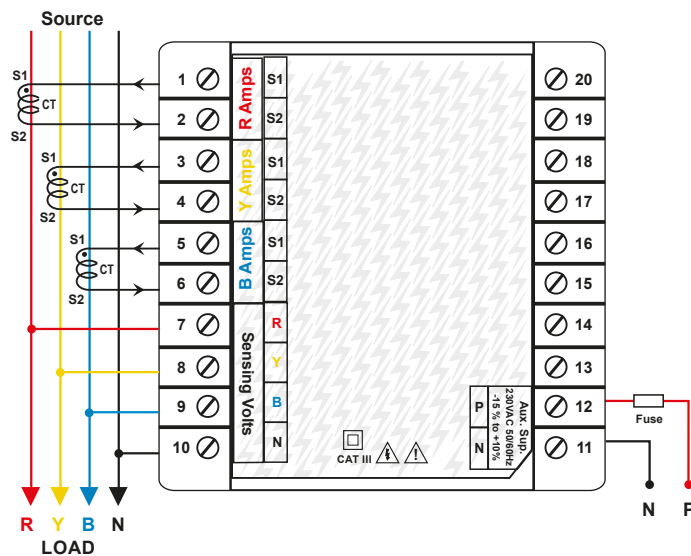 Source
S1
CT
S2
S1
CT
S2
S1
CT
S2
1
2
3
4
5
6
7
8
9
10
R Amps
Y Amps
B Amps
Sensing Volts
S1
S2
S1
S2
S1
S2
R
Y
B
N
CAT III
P
N
Aux. Sup.
230VAC 50/60Hz
-15 % to +10%
20
19
18
17
16
15
14
13
12
11
Fuse
N
P
R Y B N
LOAD